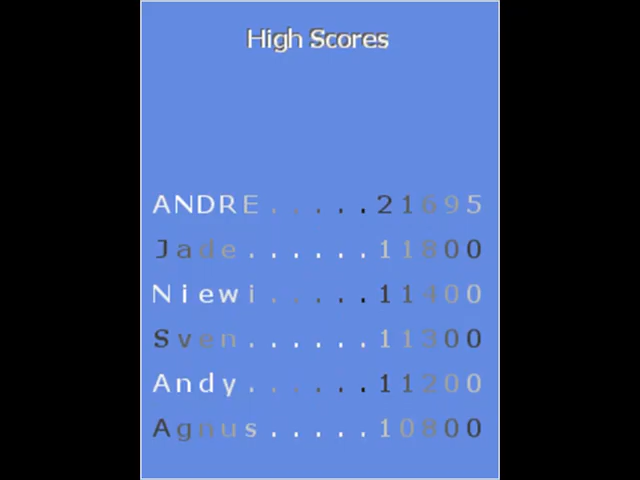 High Scores
ANDRE.....21695
Jade......11800
Niewi.....11400
Sven......11300
Andy......11200
Agnus.....10800